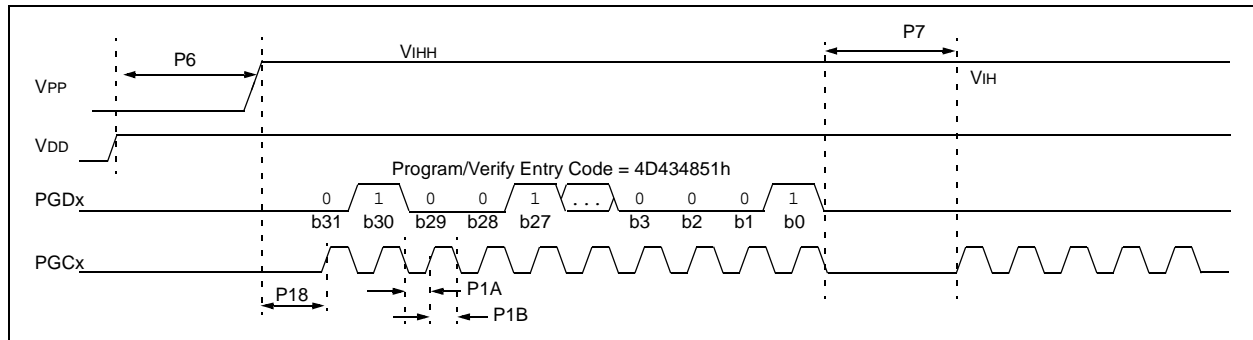 P6
VIHH
P7
VPP
VIH
VDD
Program/Verify Entry Code = 4D434851h
PGDx
0 1 0 0 1 ... 0 0 0 1
b31 b30 b29 b28 b27 b3 b2 b1 b0
PGCx
P18
P1A
P1B